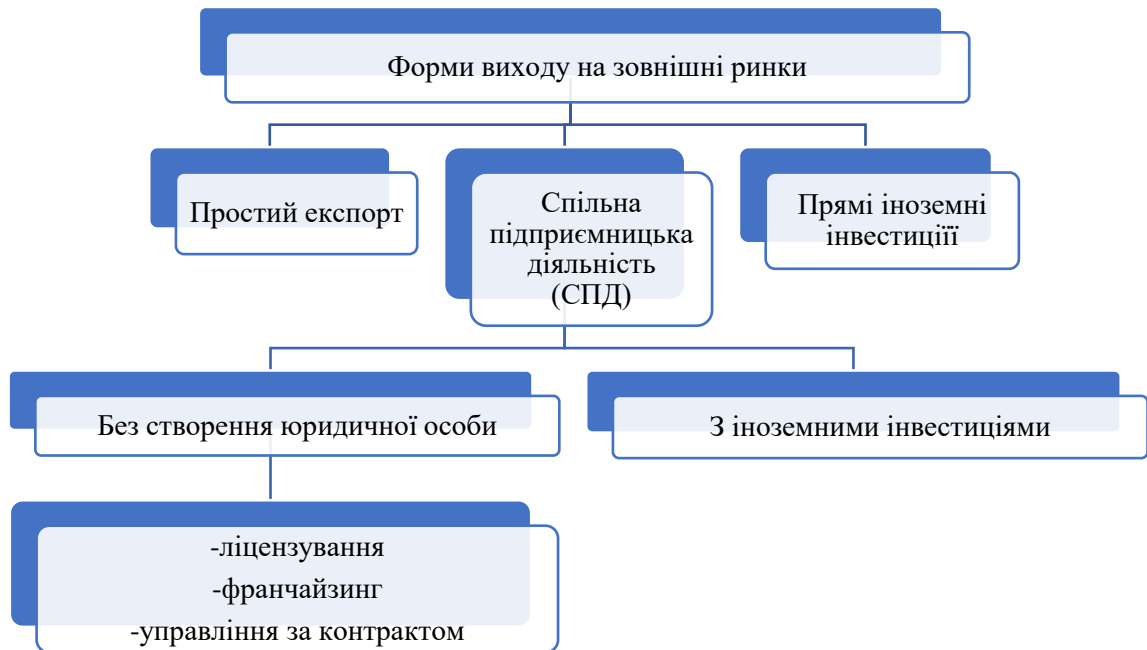 Форми виходу на зовнішні ринки
Простий експорт
Спільна
підприємницька
діяльність
(СПД)
Прямі іноземні
інвестиціїї
Без створення юридичної особи
З іноземними інвестиціями
-ліцензування
-франчайзинг
-управління за контрактом